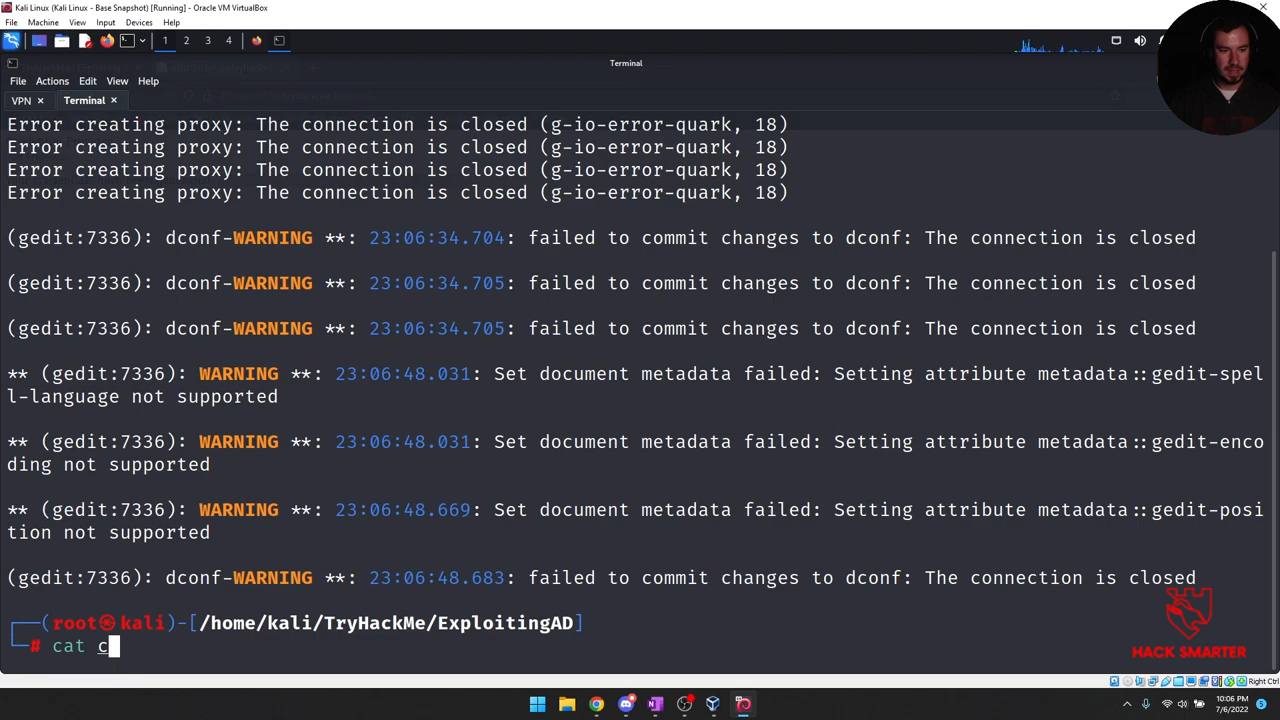 Kali Linux (Kali Linux - Base Snapshot) [Running] - Oracle VM VirtualBox
File Machine View Input Devices Help
1 2 3 4
Terminal
File Actions Edit View Help
VPN × Terminal ×
Error creating proxy: The connection is closed (g-io-error-quark, 18)
Error creating proxy: The connection is closed (g-io-error-quark, 18)
Error creating proxy: The connection is closed (g-io-error-quark, 18)
Error creating proxy: The connection is closed (g-io-error-quark, 18)
(gedit:7336): dconf-WARNING **: 23:06:34.704: failed to commit changes to dconf: The connection is closed
(gedit:7336): dconf-WARNING **: 23:06:34.705: failed to commit changes to dconf: The connection is closed
(gedit:7336): dconf-WARNING **: 23:06:34.705: failed to commit changes to dconf: The connection is closed
** (gedit:7336): WARNING **: 23:06:48.031: Set document metadata failed: Setting attribute metadata::gedit-spel
l-language not supported
** (gedit:7336): WARNING **: 23:06:48.031: Set document metadata failed: Setting attribute metadata::gedit-enco
ding not supported
** (gedit:7336): WARNING **: 23:06:48.669: Set document metadata failed: Setting attribute metadata::gedit-posi
tion not supported
(gedit:7336): dconf-WARNING **: 23:06:48.683: failed to commit changes to dconf: The connection is closed
┌──(root㉿kali)-[/home/kali/TryHackMe/ExploitingAD]
└─# cat c
HACK SMARTER
Right Ctrl
10:06 PM
7/6/2022
5